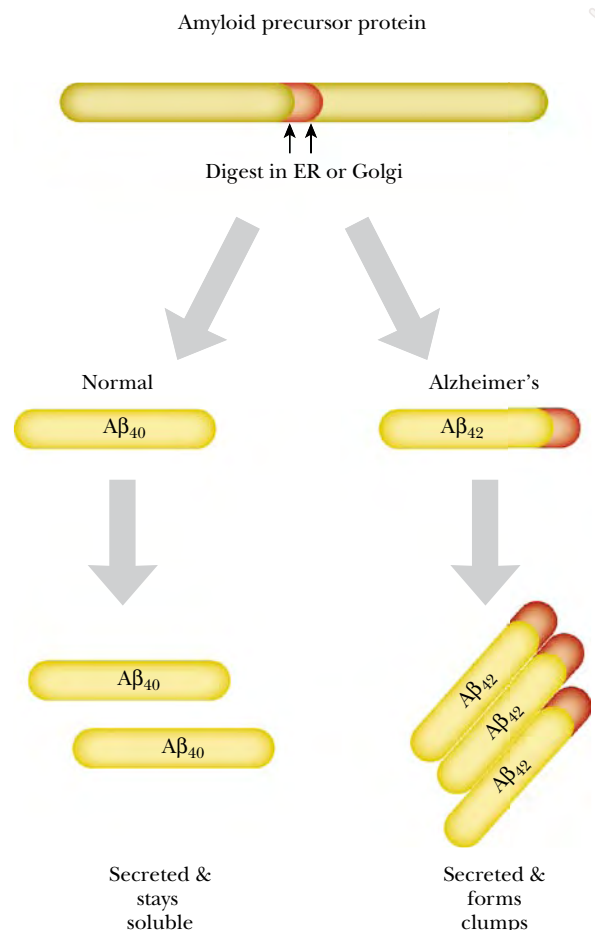 Amyloid precursor protein
Digest in ER or Golgi
Normal
Alzheimer's
Aβ₄₀
Aβ₄₂
Aβ₄₀
Aβ₄₀
Aβ₄₂
Aβ₄₂
Aβ₄₂
Secreted &
stays
soluble
Secreted &
forms
clumps